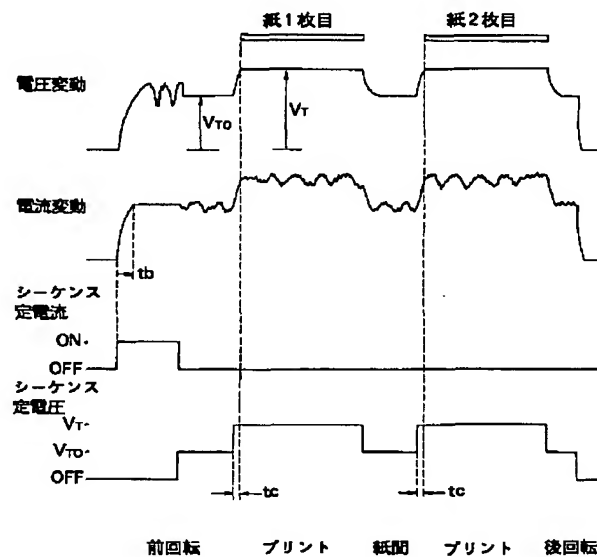 紙1枚目
紙2枚目
電圧変動
VTO
VT
電流変動
tb
シーケンス
定電流
ON
OFF
シーケンス
定電圧
VT
VTO
OFF
tc
tc
前回転
プリント
紙間
プリント
後回転